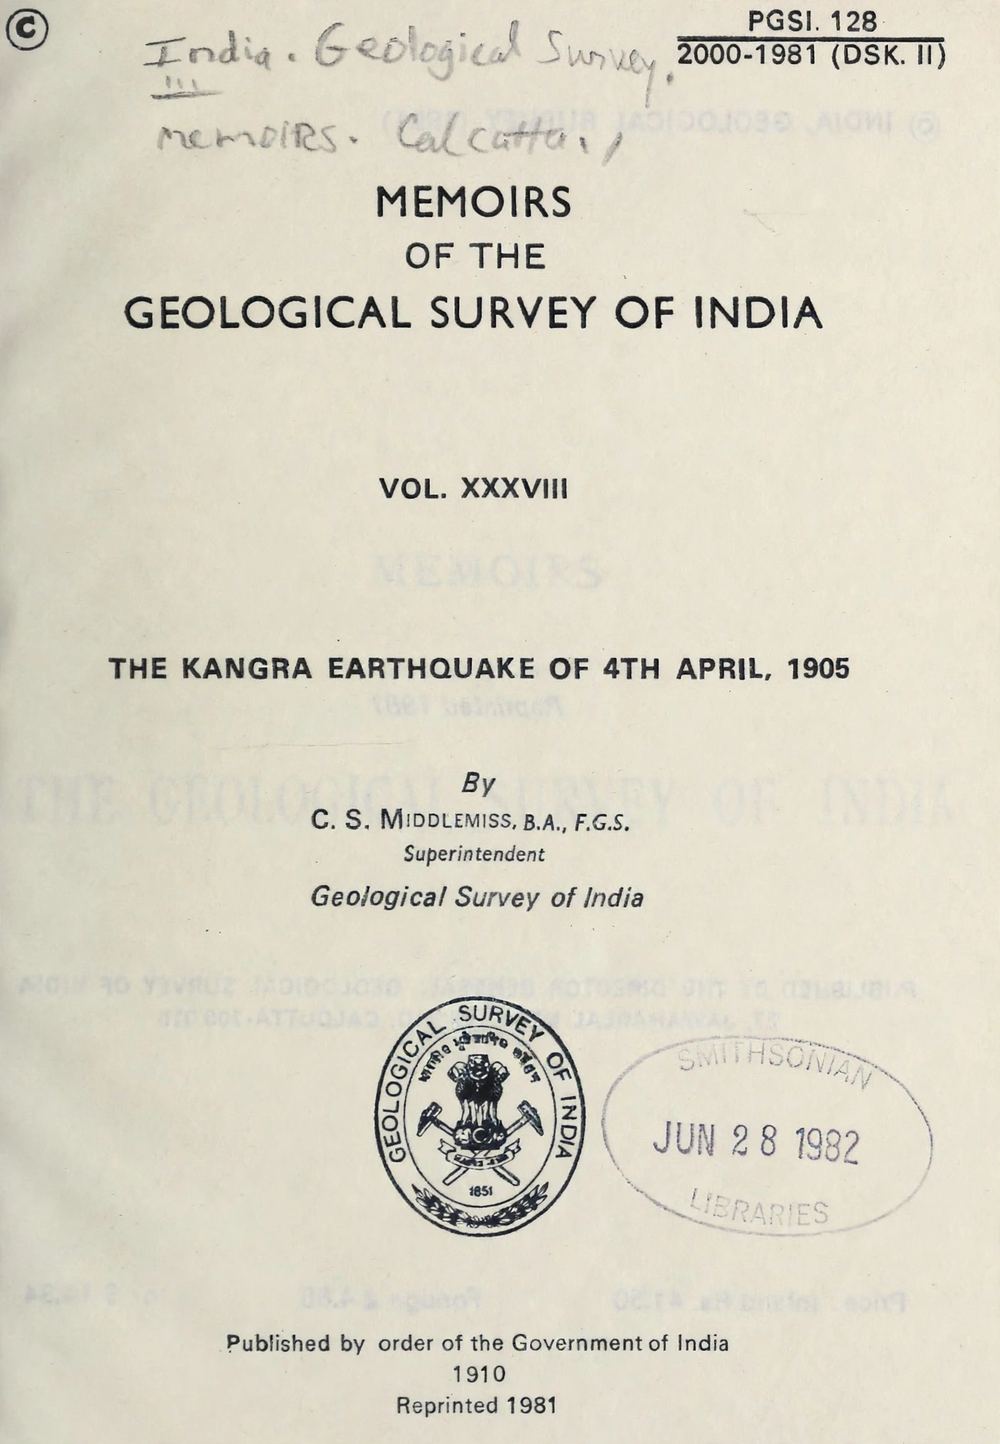 ©
PGSI. 128
2000-1981 (DSK. II)
India. Geological Survey.
Memoirs. Calcutta.,
MEMOIRS
OF THE
GEOLOGICAL SURVEY OF INDIA
VOL. XXXVIII
THE KANGRA EARTHQUAKE OF 4TH APRIL, 1905
By
C. S. MIDDLEMISS, B.A., F.G.S.
Superintendent
Geological Survey of India
GEOLOGICAL SURVEY OF INDIA
1851
SMITHSONIAN
JUN 28 1982
LIBRARIES
Published by order of the Government of India
1910
Reprinted 1981